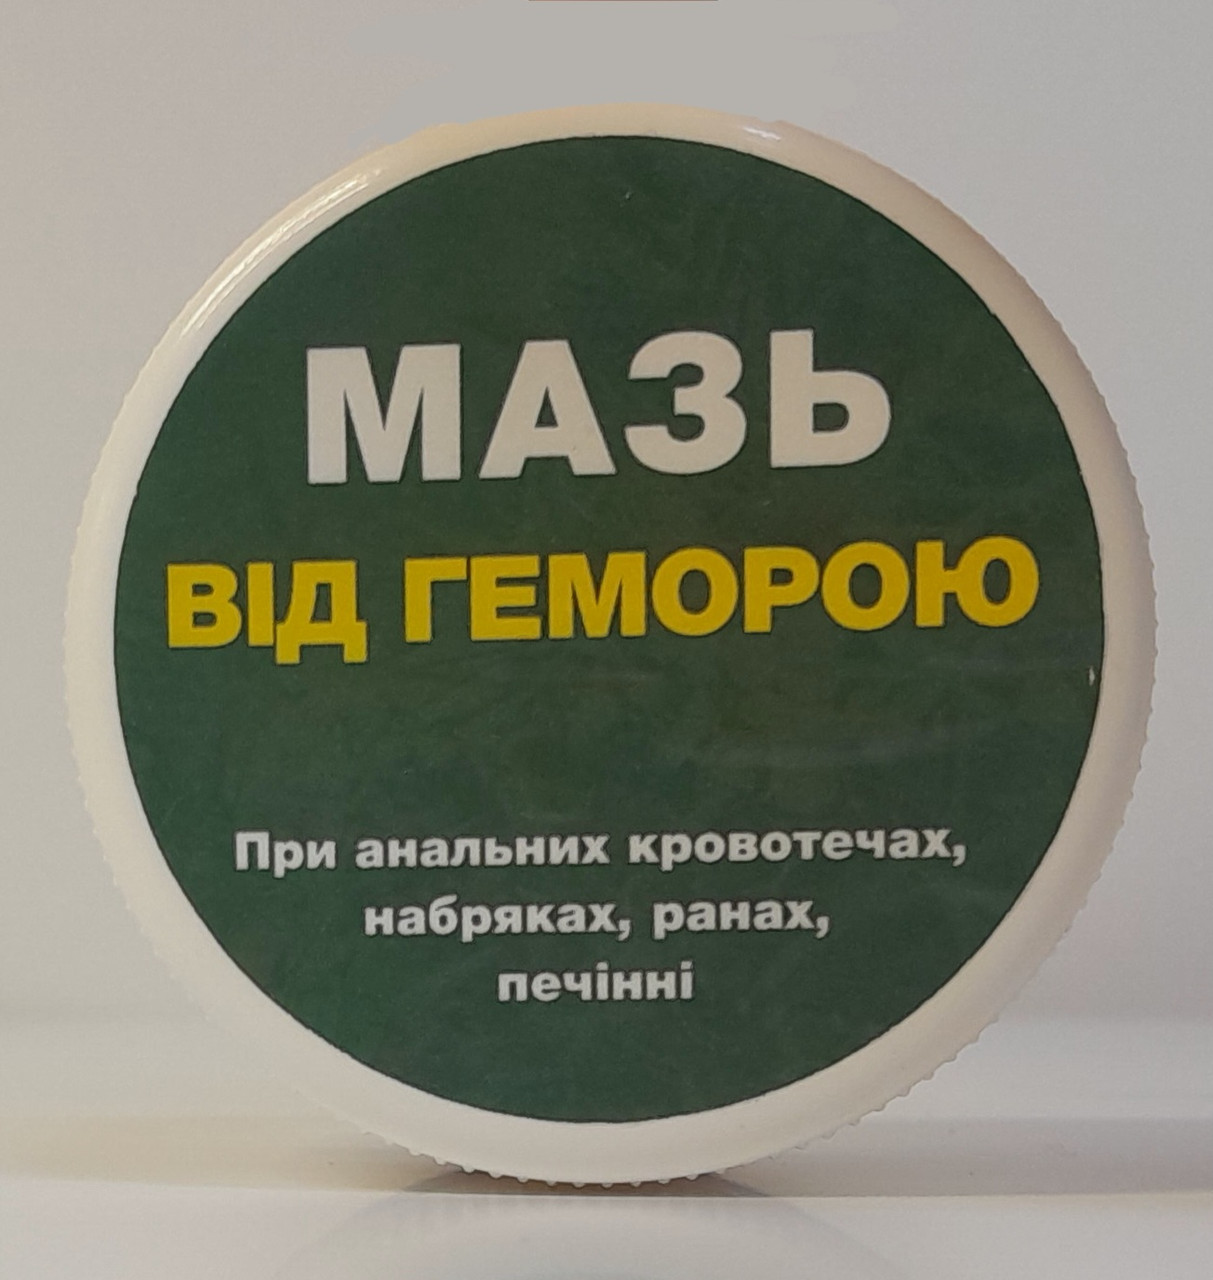 МАЗЬ
ВІД ГЕМОРОЮ
При анальних кровотечах,
набряках, ранах,
печінні